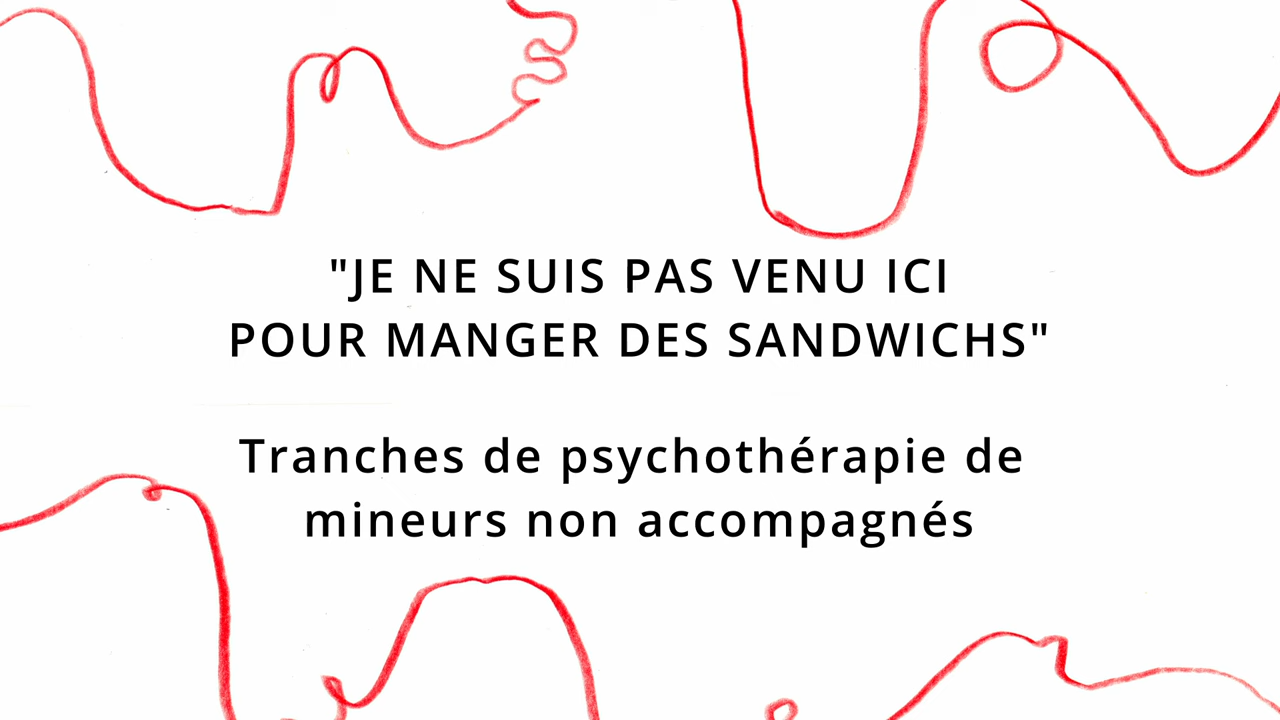 "JE NE SUIS PAS VENU ICI
POUR MANGER DES SANDWICHS"
Tranches de psychothérapie de
mineurs non accompagnés